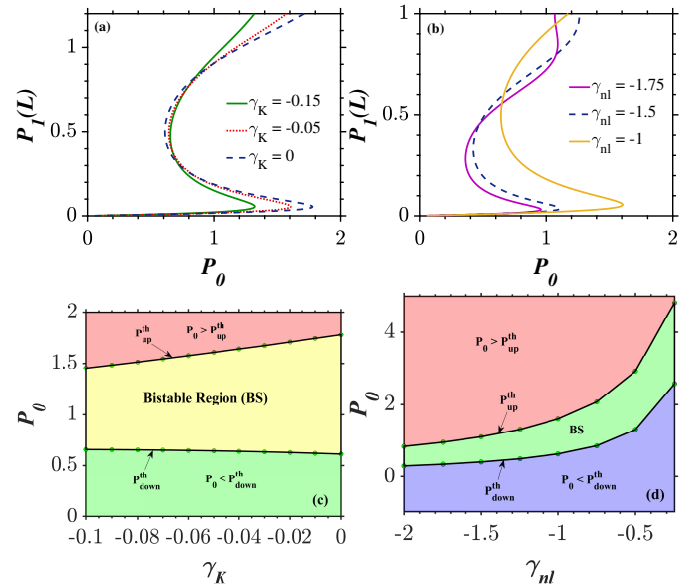 (a)
P_1(L)
1
0.5
0
γ_K = -0.15
γ_K = -0.05
γ_K = 0
0
1
2
P_0
(b)
P_1(L)
1
0.5
0
γ_nl = -1.75
γ_nl = -1.5
γ_nl = -1
0
1
2
P_0
2
1.5
1
0.5
0
P_0
P_up^th
P_0 > P_up^th
Bistable Region (BS)
P_down^th
P_0 < P_down^th
(c)
-0.1
-0.08
-0.06
-0.04
-0.02
0
γ_K
4
2
0
P_0
P_0 > P_up^th
P_up^th
BS
P_down^th
P_0 < P_down^th
(d)
-2
-1.5
-1
-0.5
γ_nl